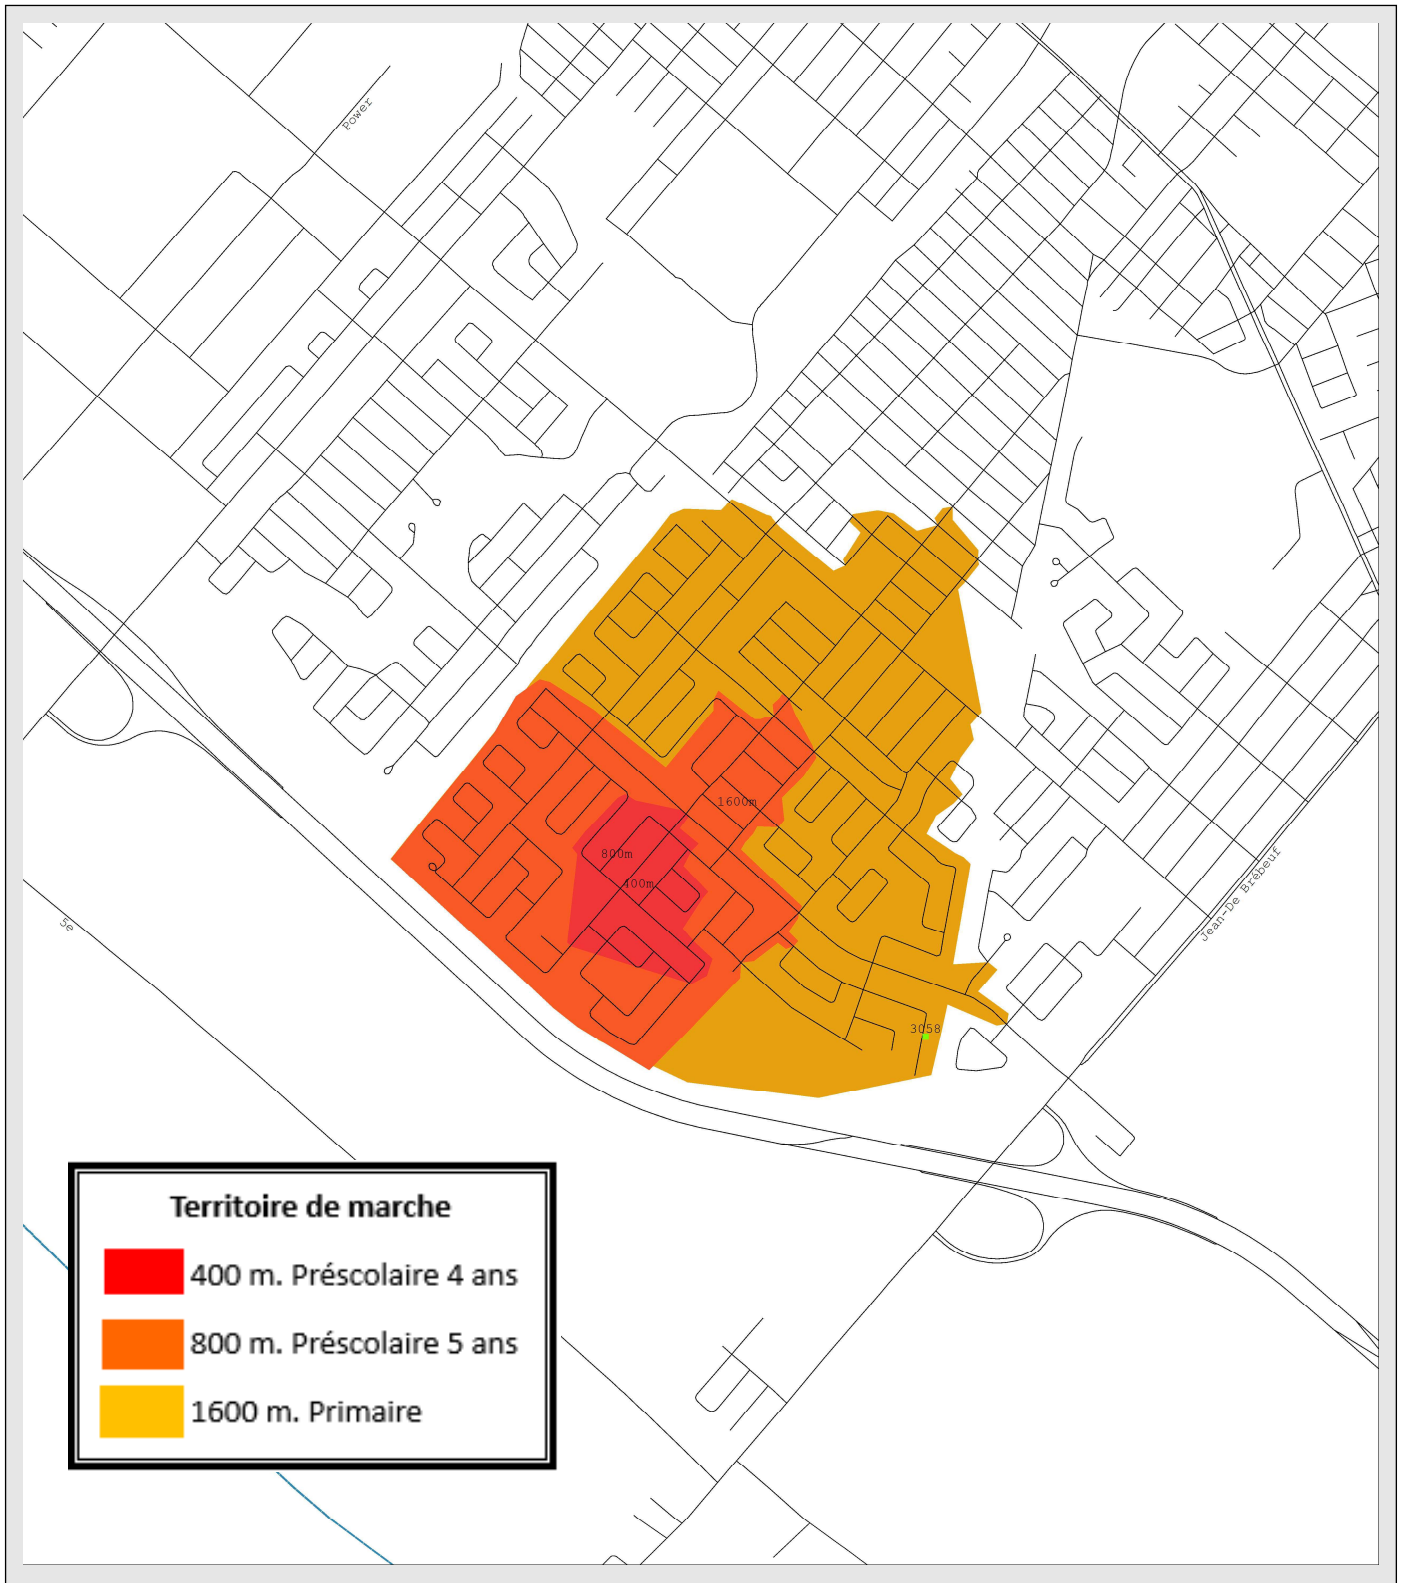 Power
1600m
800m
400m
Jean-De Brébeuf
5e
3058
Territoire de marche
400 m. Préscolaire 4 ans
800 m. Préscolaire 5 ans
1600 m. Primaire